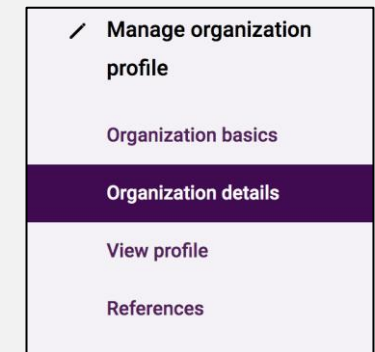 Manage organization
profile
Organization basics
Organization details
View profile
References